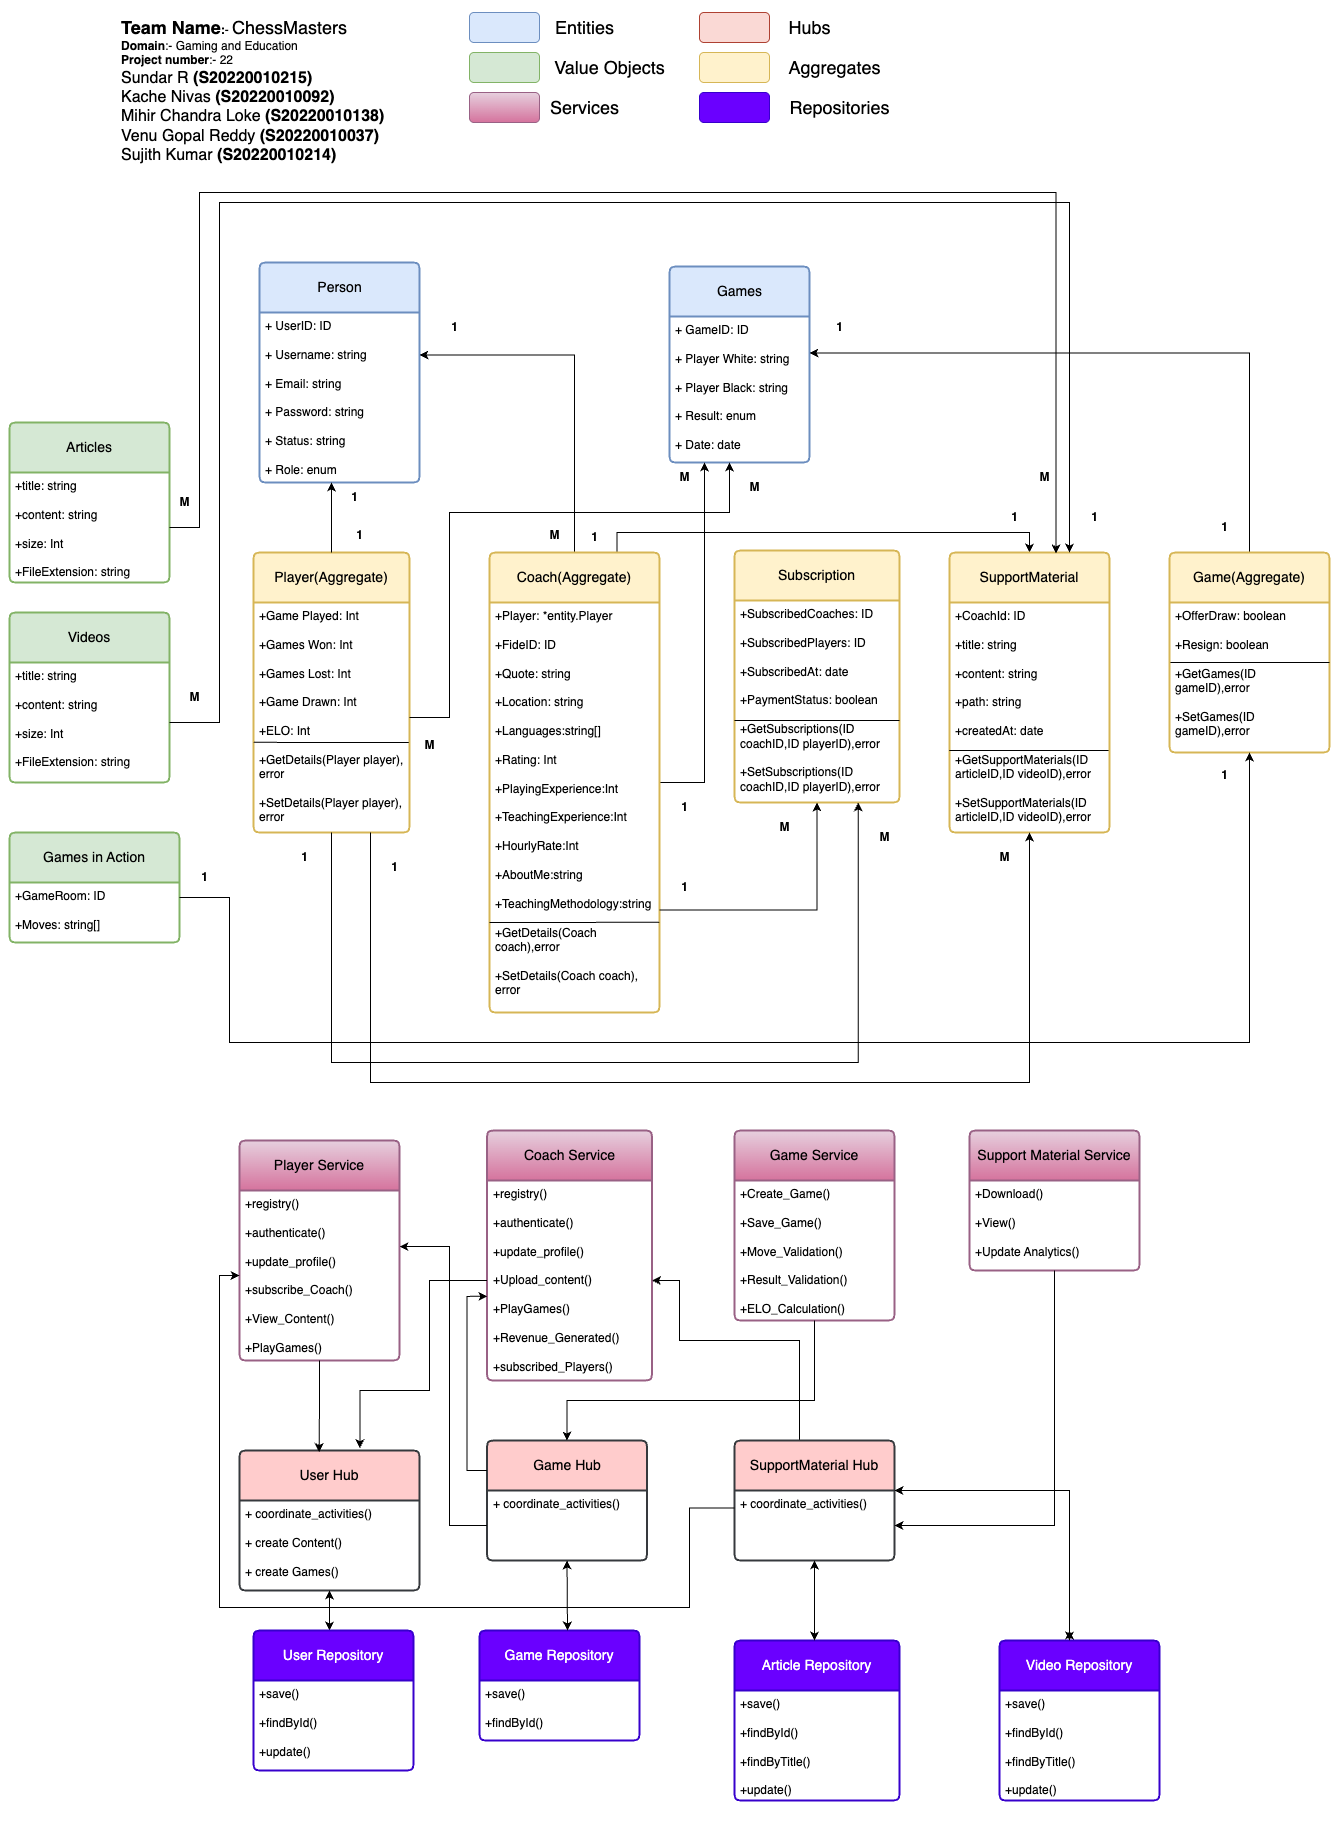 Team Name:- ChessMasters
Domain:- Gaming and Education
Project number:- 22
Sundar R (S20220010215)
Kache Nivas (S20220010092)
Mihir Chandra Loke (S20220010138)
Venu Gopal Reddy (S20220010037)
Sujith Kumar (S20220010214)
Entities
Hubs
Value Objects
Aggregates
Services
Repositories
Person
+ UserID: ID
+ Username: string
+ Email: string
+ Password: string
+ Status: string
+ Role: enum
1
Games
+ GameID: ID
+ Player White: string
+ Player Black: string
+ Result: enum
+ Date: date
1
Articles
+title: string
+content: string
+size: Int
+FileExtension: string
M
Videos
+title: string
+content: string
+size: Int
+FileExtension: string
M
Games in Action
+GameRoom: ID
+Moves: string[]
1
1
1
M
1
M
M
M
1
1
1
Player(Aggregate)
+Game Played: Int
+Games Won: Int
+Games Lost: Int
+Game Drawn: Int
+ELO: Int
+GetDetails(Player player),
error
+SetDetails(Player player),
error
M
1
1
Coach(Aggregate)
+Player: *entity.Player
+FideID: ID
+Quote: string
+Location: string
+Languages:string[]
+Rating: Int
+PlayingExperience:Int
+TeachingExperience:Int
+HourlyRate:Int
+AboutMe:string
+TeachingMethodology:string
+GetDetails(Coach
coach),error
+SetDetails(Coach coach),
error
1
1
Subscription
+SubscribedCoaches: ID
+SubscribedPlayers: ID
+SubscribedAt: date
+PaymentStatus: boolean
+GetSubscriptions(ID
coachID,ID playerID),error
+SetSubscriptions(ID
coachID,ID playerID),error
M
M
SupportMaterial
+CoachId: ID
+title: string
+content: string
+path: string
+createdAt: date
+GetSupportMaterials(ID
articleID,ID videoID),error
+SetSupportMaterials(ID
articleID,ID videoID),error
M
Game(Aggregate)
+OfferDraw: boolean
+Resign: boolean
+GetGames(ID
gameID),error
+SetGames(ID
gameID),error
1
Player Service
+registry()
+authenticate()
+update_profile()
+subscribe_Coach()
+View_Content()
+PlayGames()
Coach Service
+registry()
+authenticate()
+update_profile()
+Upload_content()
+PlayGames()
+Revenue_Generated()
+subscribed_Players()
Game Service
+Create_Game()
+Save_Game()
+Move_Validation()
+Result_Validation()
+ELO_Calculation()
Support Material Service
+Download()
+View()
+Update Analytics()
User Hub
+ coordinate_activities()
+ create Content()
+ create Games()
Game Hub
+ coordinate_activities()
SupportMaterial Hub
+ coordinate_activities()
User Repository
+save()
+findById()
+update()
Game Repository
+save()
+findById()
Article Repository
+save()
+findById()
+findByTitle()
+update()
Video Repository
+save()
+findById()
+findByTitle()
+update()